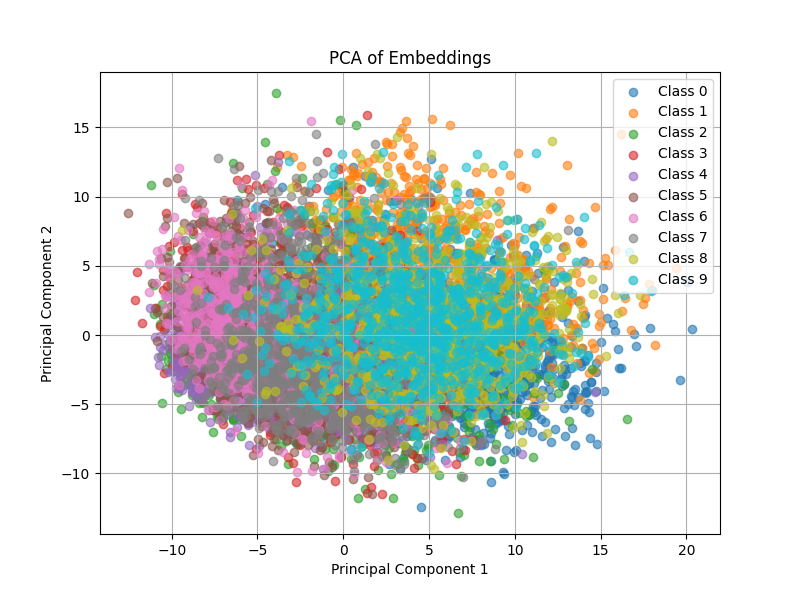 PCA of Embeddings
Class 0
Class 1
Class 2
Class 3
Class 4
Class 5
Class 6
Class 7
Class 8
Class 9
15
10
5
0
−5
−10
Principal Component 2
−10 −5 0 5 10 15 20
Principal Component 1